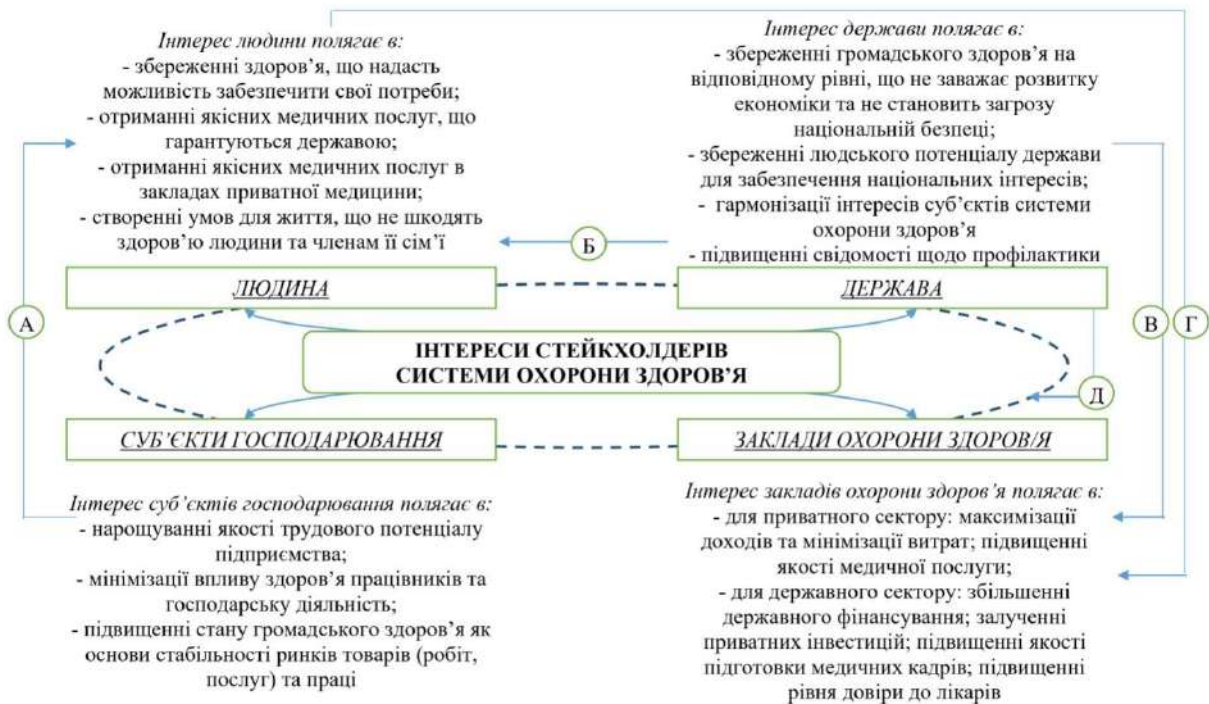 Інтерес людини полягає в:
- збереженні здоров’я, що надасть
можливість забезпечити свої потреби;
- отриманні якісних медичних послуг, що
гарантуються державою;
- отриманні якісних медичних послуг в
закладах приватної медицини;
- створенні умов для життя, що не шкодять
здоров’ю людини та членам її сім’ї
Інтерес держави полягає в:
- збереженні громадського здоров’я на
відповідному рівні, що не заважає розвитку
економіки та не становить загрозу
національній безпеці;
- збереженні людського потенціалу держави
для забезпечення національних інтересів;
- гармонізації інтересів суб’єктів системи
охорони здоров’я
- підвищенні свідомості щодо профілактики
Б
ЛЮДИНА
ДЕРЖАВА
А
В
Г
ІНТЕРЕСИ СТЕЙКХОЛДЕРІВ
СИСТЕМИ ОХОРОНИ ЗДОРОВ’Я
Д
СУБ’ЄКТИ ГОСПОДАРЮВАННЯ
ЗАКЛАДИ ОХОРОНИ ЗДОРОВ/Я
Інтерес суб’єктів господарювання полягає в:
- нарощуванні якості трудового потенціалу
підприємства;
- мінімізації впливу здоров’я працівників та
господарську діяльність;
- підвищенні стану громадського здоров’я як
основи стабільності ринків товарів (робіт,
послуг) та праці
Інтерес закладів охорони здоров’я полягає в:
- для приватного сектору: максимізації
доходів та мінімізації витрат; підвищенні
якості медичної послуги;
- для державного сектору: збільшенні
державного фінансування; залученні
приватних інвестицій; підвищенні якості
підготовки медичних кадрів; підвищенні
рівня довіри до лікарів